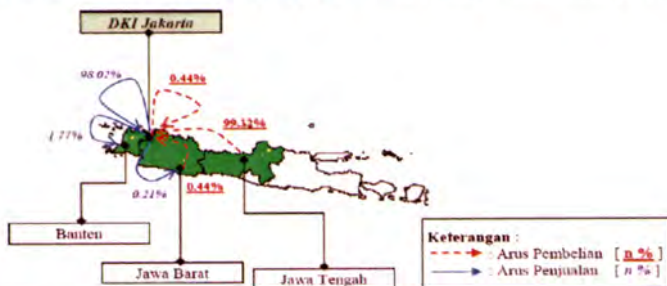 DKI Jakarta
98.02%
0.44%
99.12%
1.77%
0.21%
0.44%
Banten
Jawa Barat
Jawa Tengah
Keterangan :
: Arus Pembelian [ n % ]
: Arus Penjualan [ n % ]